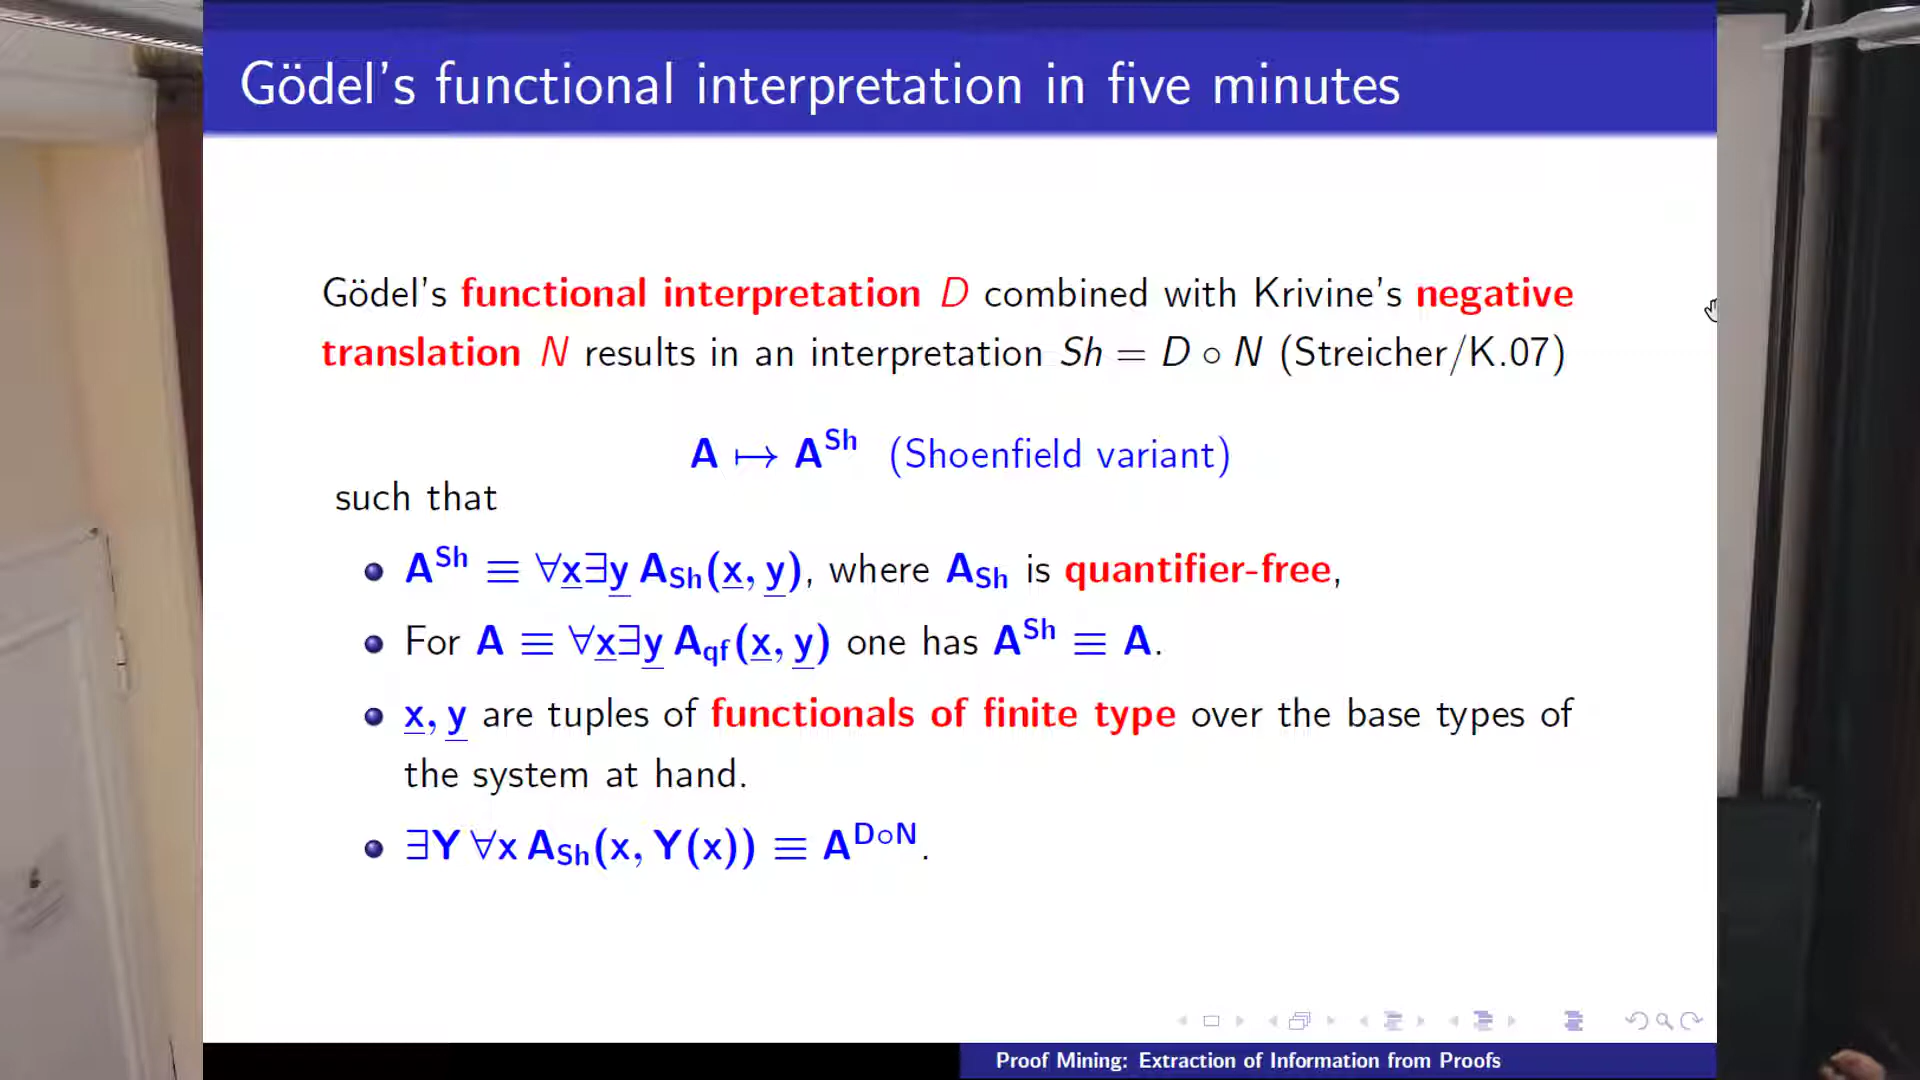 Gödel's functional interpretation in five minutes
Gödel's functional interpretation D combined with Krivine's negative
translation N results in an interpretation Sh = D ∘ N (Streicher/K.07)
A ↦ A^Sh (Shoenfield variant)
such that
• A^Sh ≡ ∀x∃y A_Sh(x, y), where A_Sh is quantifier-free,
• For A ≡ ∀x∃y A_qf(x, y) one has A^Sh ≡ A.
• x, y are tuples of functionals of finite type over the base types of
the system at hand.
• ∃Y ∀x A_Sh(x, Y(x)) ≡ A^D∘N.
Proof Mining: Extraction of Information from Proofs